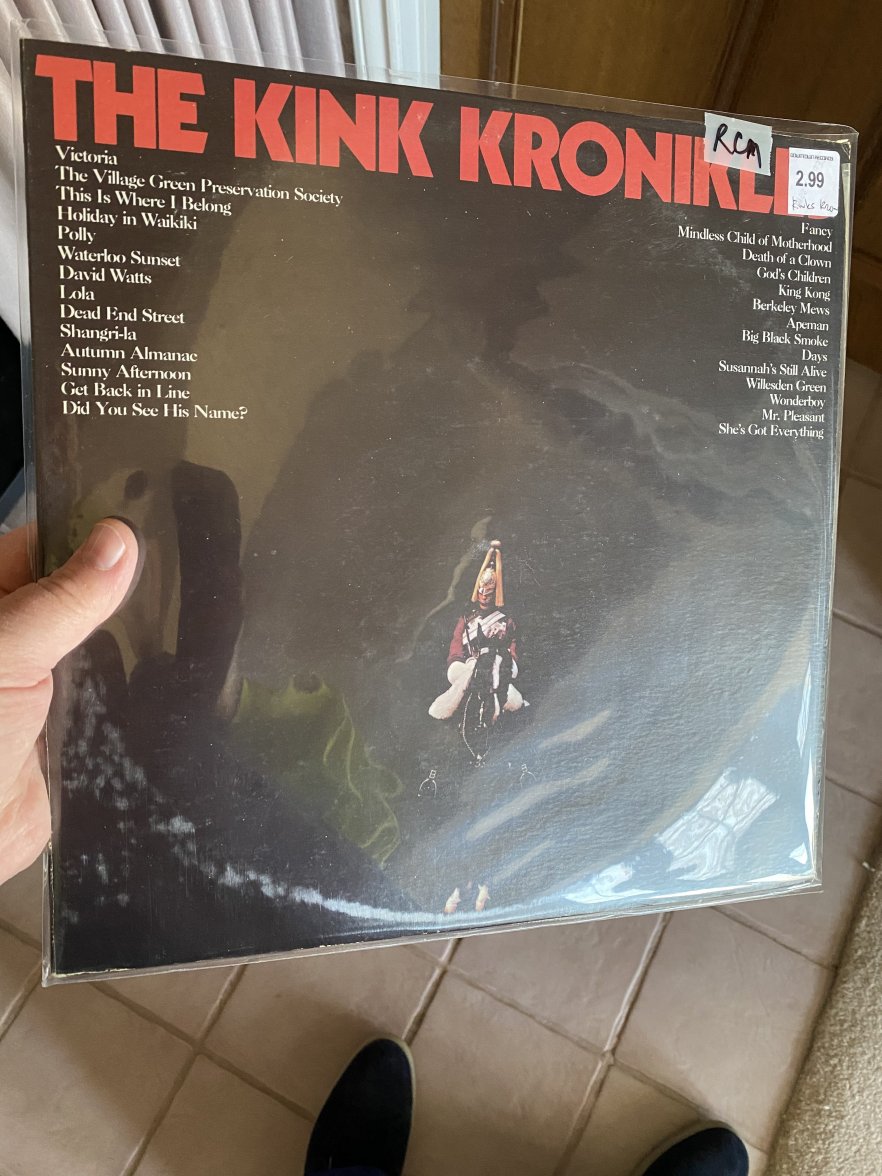 THE KINK KRONIKLES
RCM
DOWNTOWN RECORDS
2.99
Victoria
The Village Green Preservation Society
This Is Where I Belong
Holiday in Waikiki
Polly
Waterloo Sunset
David Watts
Lola
Dead End Street
Shangri-la
Autumn Almanac
Sunny Afternoon
Get Back in Line
Did You See His Name?
Fancy
Mindless Child of Motherhood
Death of a Clown
God's Children
King Kong
Berkeley Mews
Apeman
Big Black Smoke
Days
Susannah's Still Alive
Willesden Green
Wonderboy
Mr. Pleasant
She's Got Everything